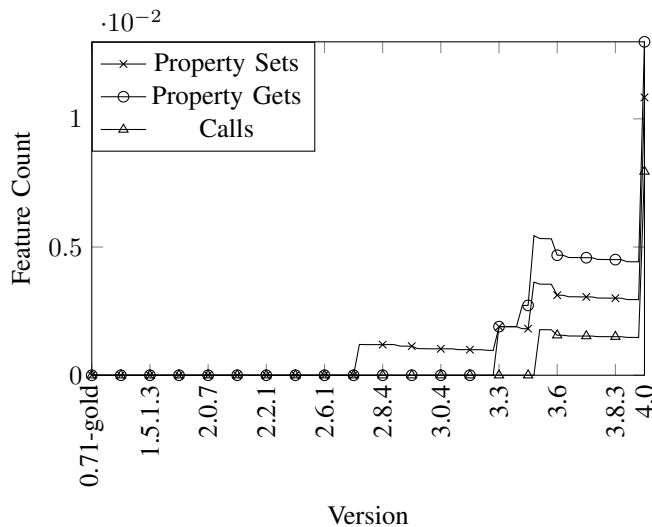 ·10⁻²
Property Sets
Property Gets
Calls
1
0.5
0
Feature Count
0.71-gold
1.5.1.3
2.0.7
2.2.1
2.6.1
2.8.4
3.0.4
3.3
3.6
3.8.3
4.0
Version